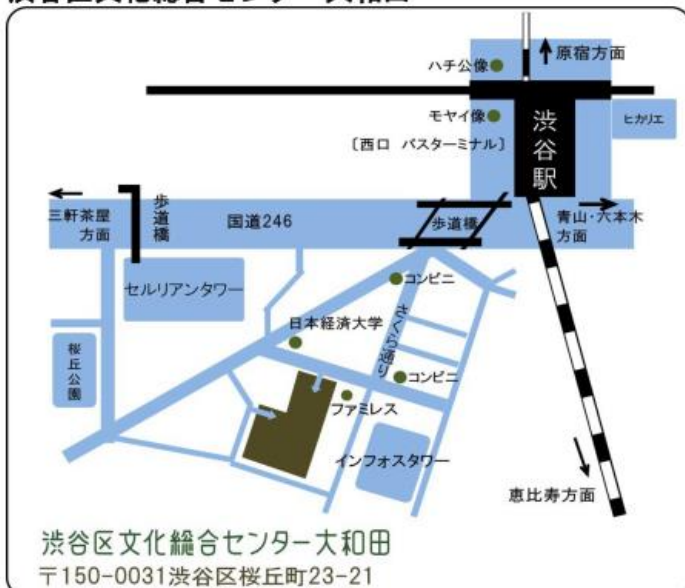 渋谷区文化総合センター大和田
ハチ公像
原宿方面
モヤイ像
〔西口 バスターミナル〕
渋谷駅
ヒカリエ
三軒茶屋
方面
歩道橋
国道246
歩道橋
青山・六本木
方面
セルリアンタワー
コンビニ
日本経済大学
さくら通り
桜丘公園
コンビニ
ファミレス
インフォスタワー
恵比寿方面
渋谷区文化総合センター大和田
〒150-0031渋谷区桜丘町23-21